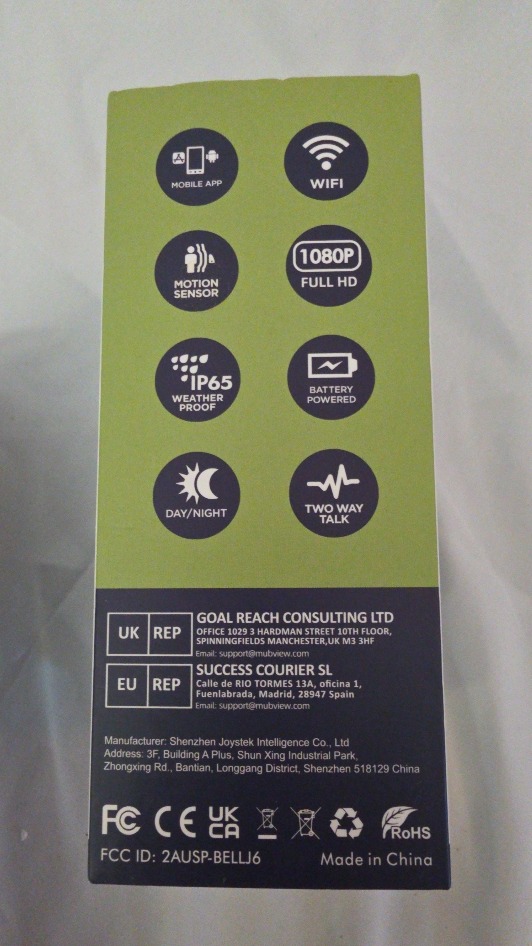 MOBILE APP
WIFI
MOTION
SENSOR
1080P
FULL HD
IP65
WEATHER
PROOF
BATTERY
POWERED
DAY/NIGHT
TWO WAY
TALK
UK REP
GOAL REACH CONSULTING LTD
OFFICE 1029 3 HARDMAN STREET 10TH FLOOR,
SPINNINGFIELDS MANCHESTER,UK M3 3HF
Email: support@mubview.com
EU REP
SUCCESS COURIER SL
Calle de RIO TORMES 13A, oficina 1,
Fuenlabrada, Madrid, 28947 Spain
Email: support@mubview.com
Manufacturer: Shenzhen Joystek Intelligence Co., Ltd
Address: 3F, Building A Plus, Shun Xing Industrial Park,
Zhongxing Rd., Bantian, Longgang District, Shenzhen 518129 China
FC CE UK
CA
RoHS
FCC ID: 2AUSP-BELLJ6
Made in China